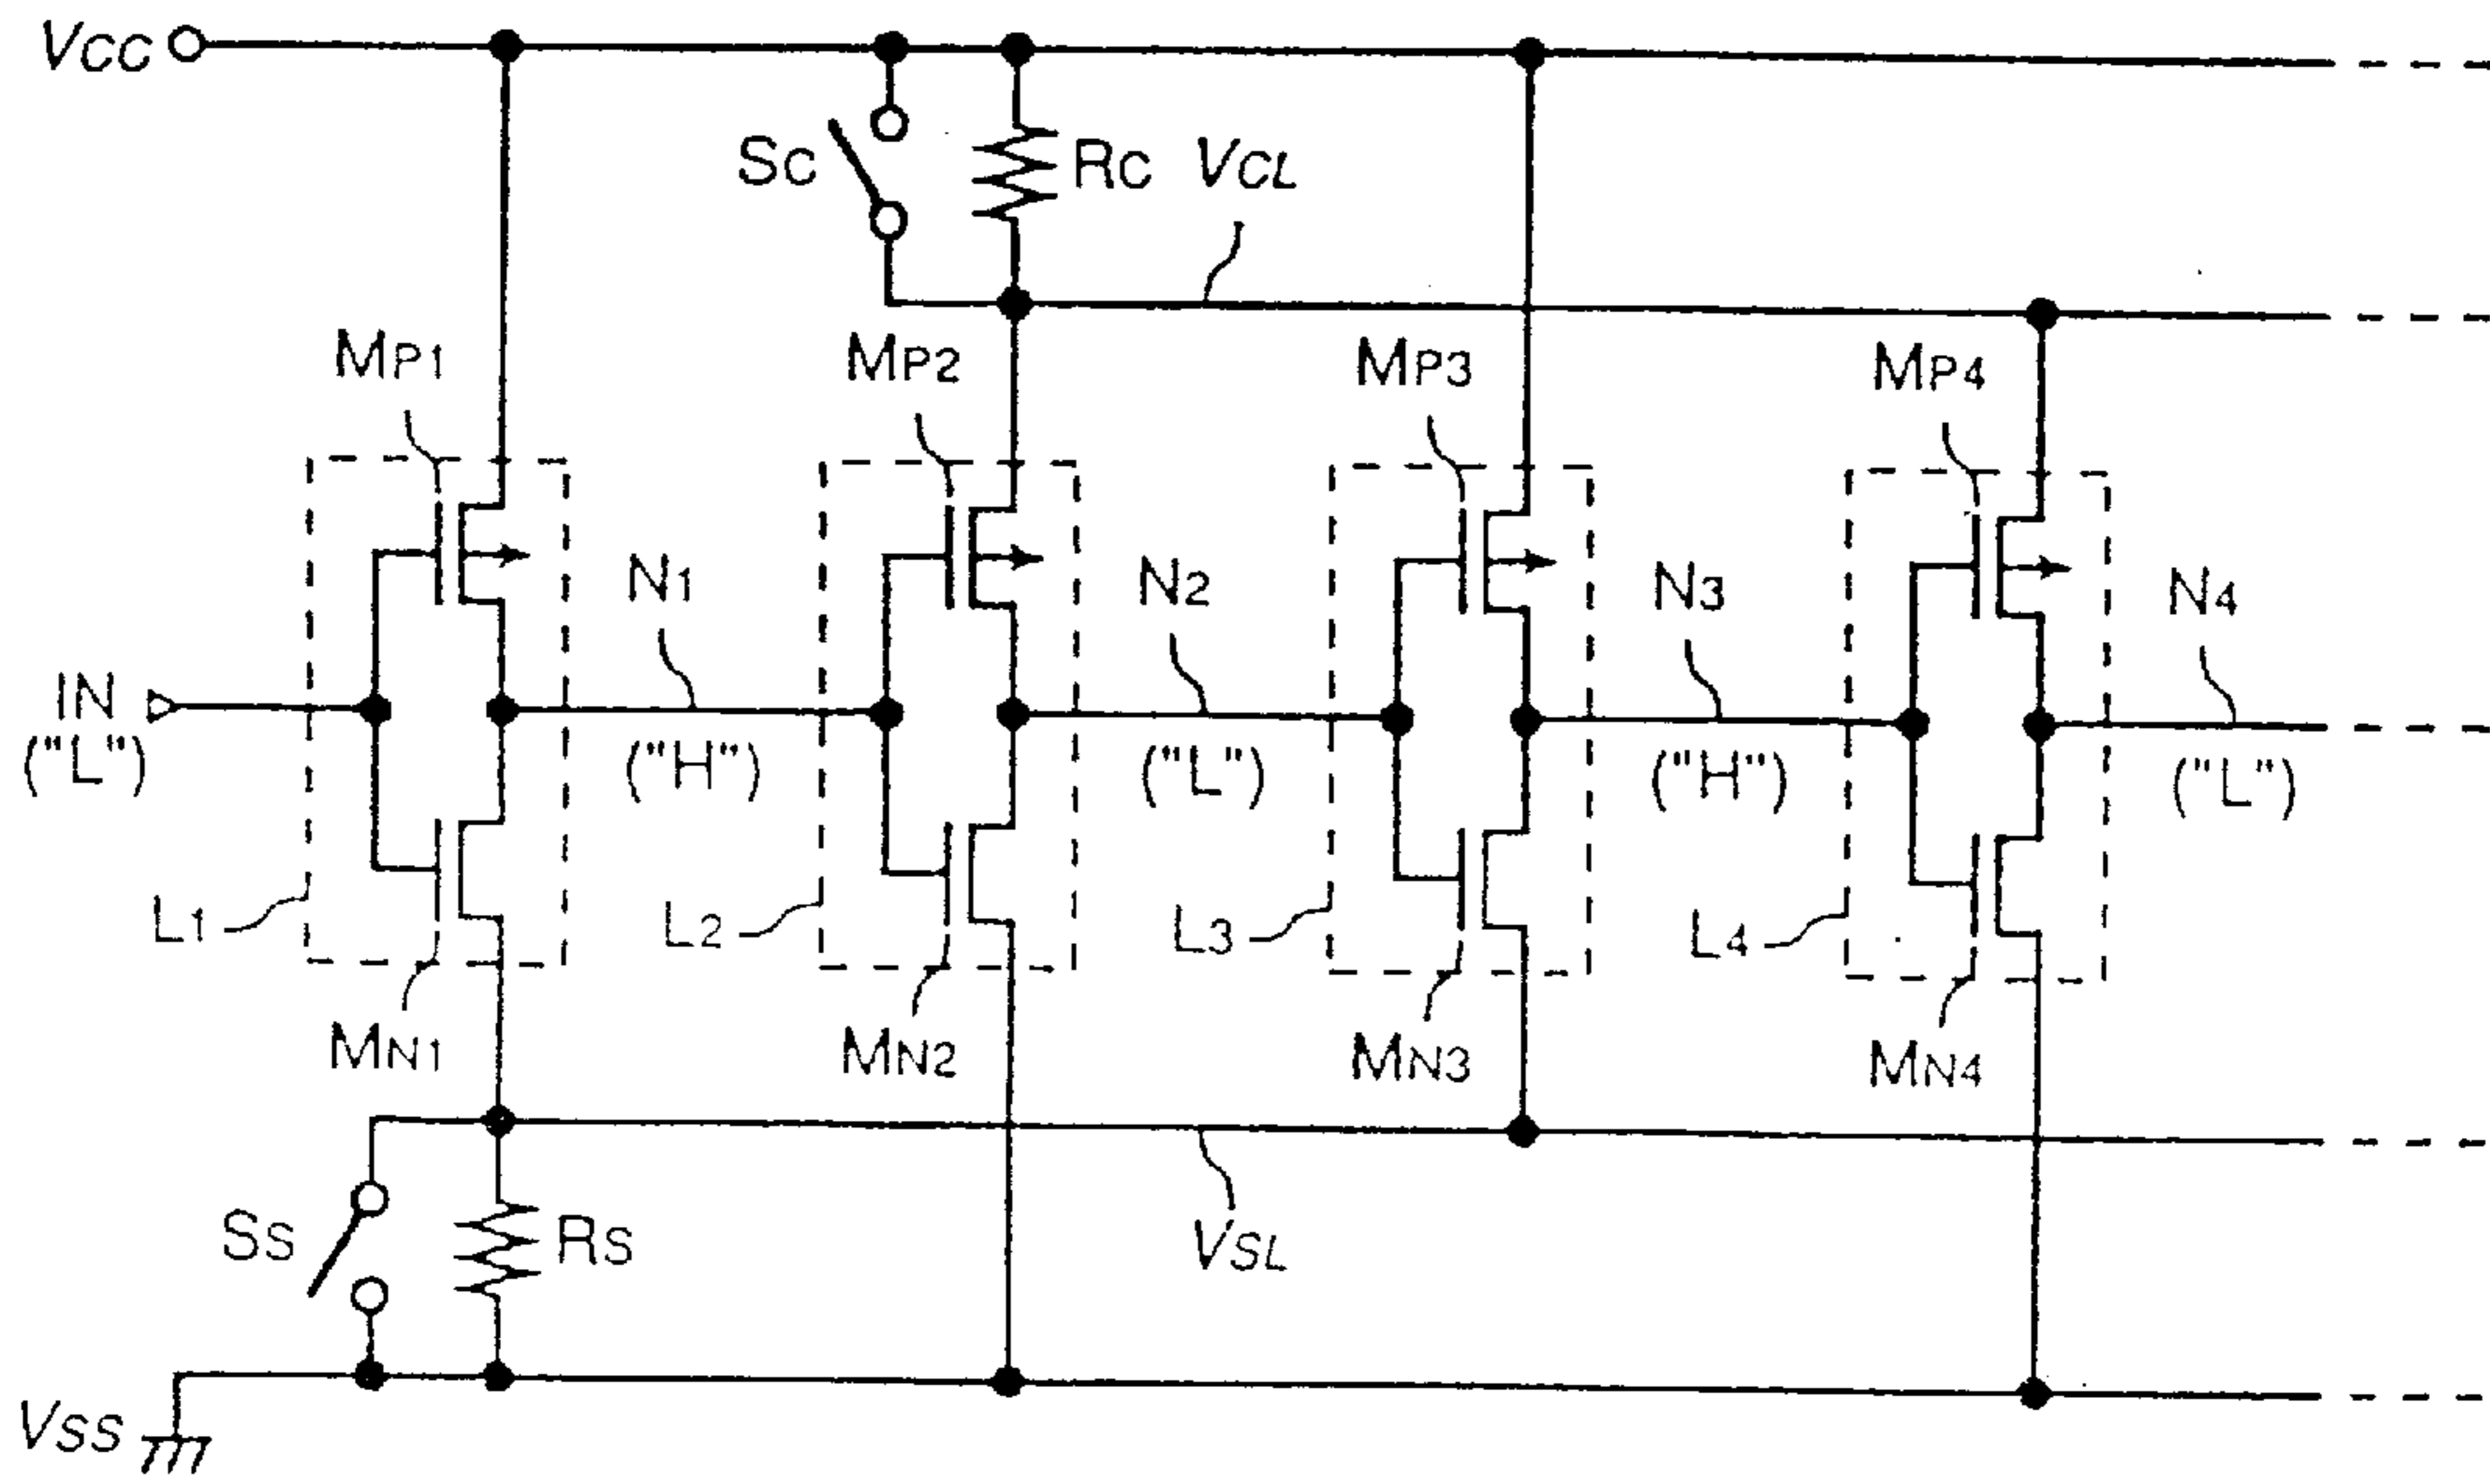 VCC
SC
RC
VCL
MP1
MP2
MP3
MP4
N1
N2
N3
N4
IN
("L")
("H")
("L")
("H")
("L")
L1
L2
L3
L4
MN1
MN2
MN3
MN4
SS
RS
VSL
VSS